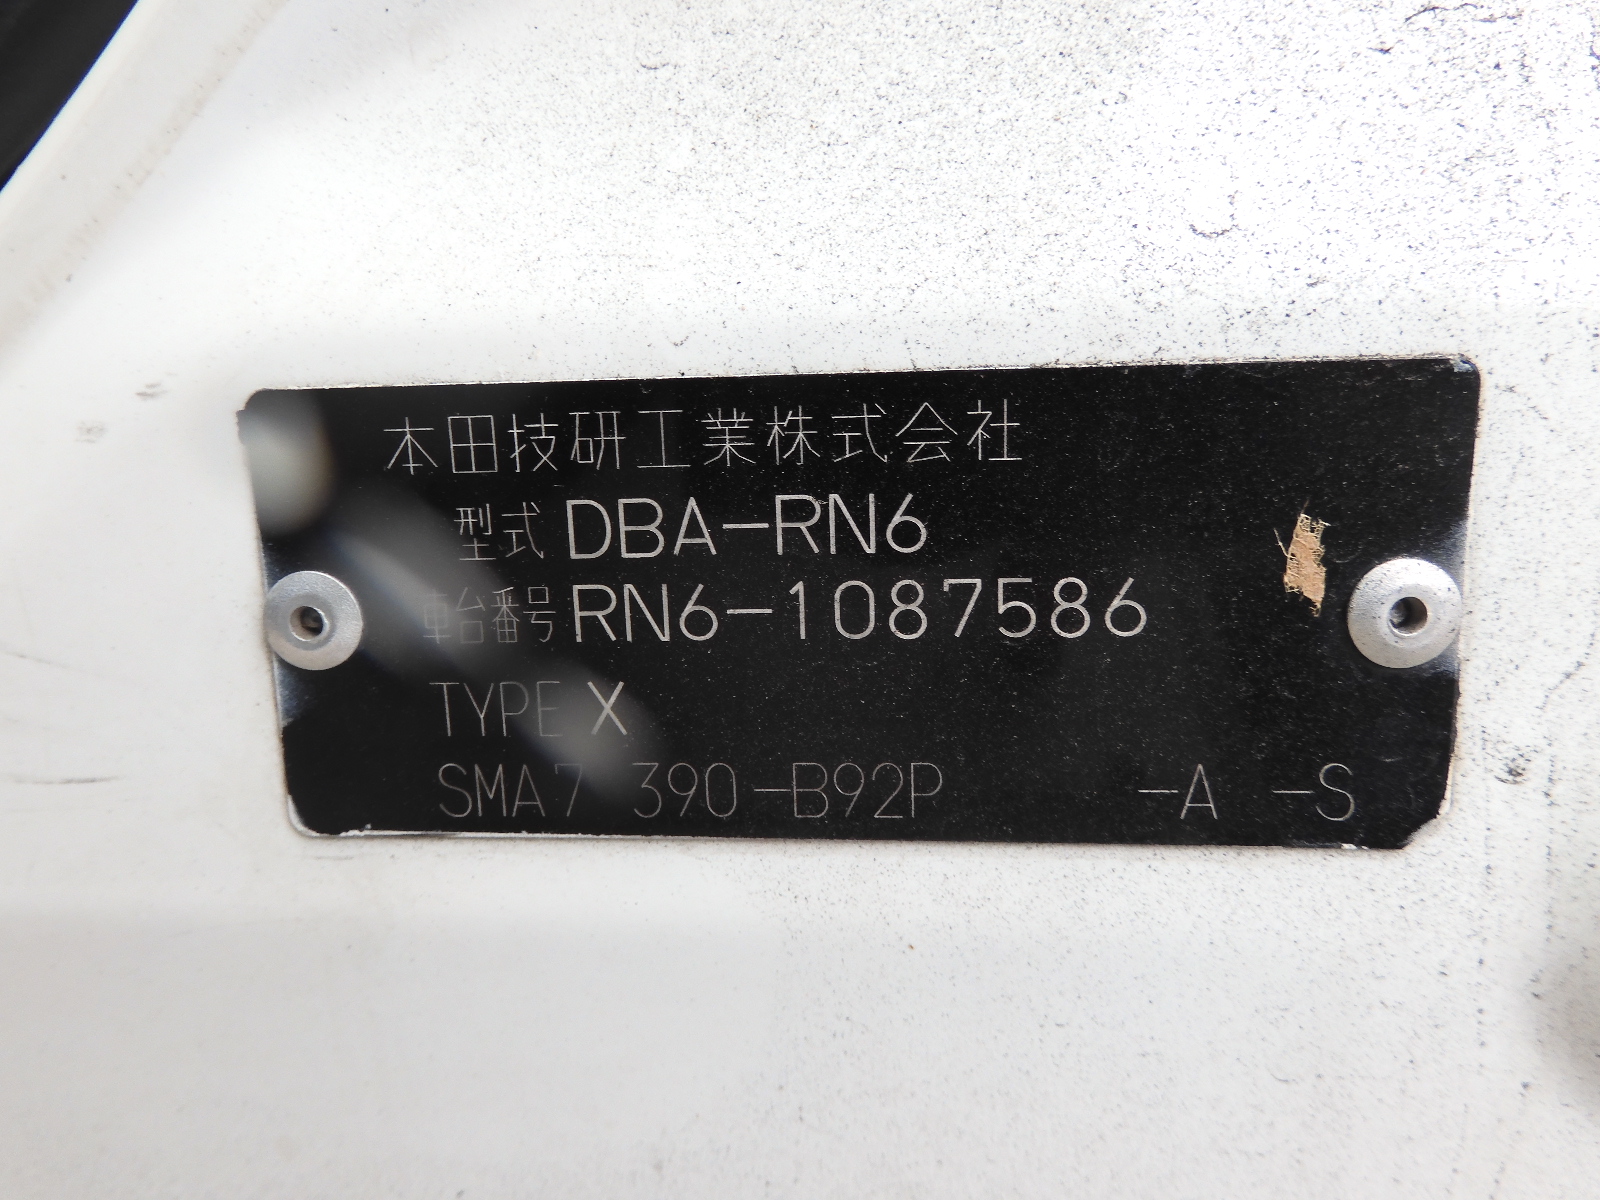 本田技研工業株式会社
型式 DBA-RN6
車台番号 RN6-1087586
TYPE X
SMA7 390-B92P -A -S